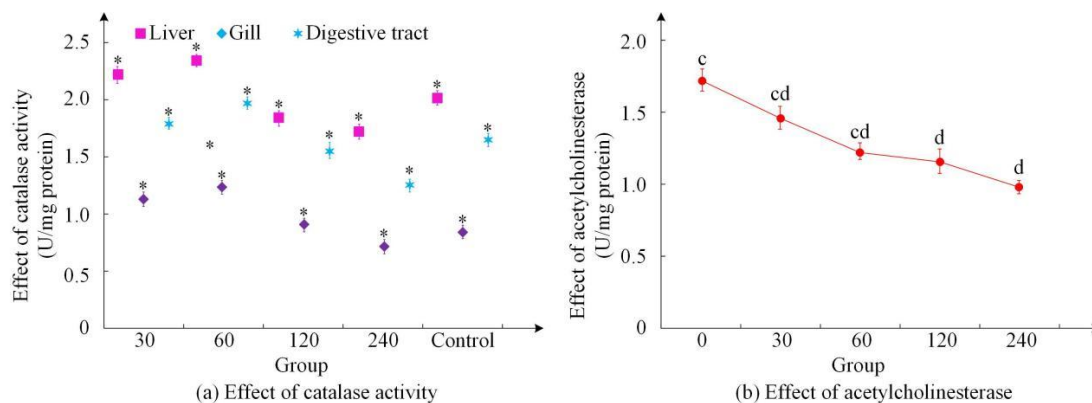 Effect of catalase activity
(U/mg protein)
2.5
2.0
1.5
1.0
0.5
0
Liver Gill Digestive tract
* * * * * * * * * * * * * * * *
30 60 120 240 Control
Group
(a) Effect of catalase activity
Effect of acetylcholinesterase
(U/mg protein)
2.0
1.5
1.0
0.5
0
c cd cd d d
0 30 60 120 240
Group
(b) Effect of acetylcholinesterase